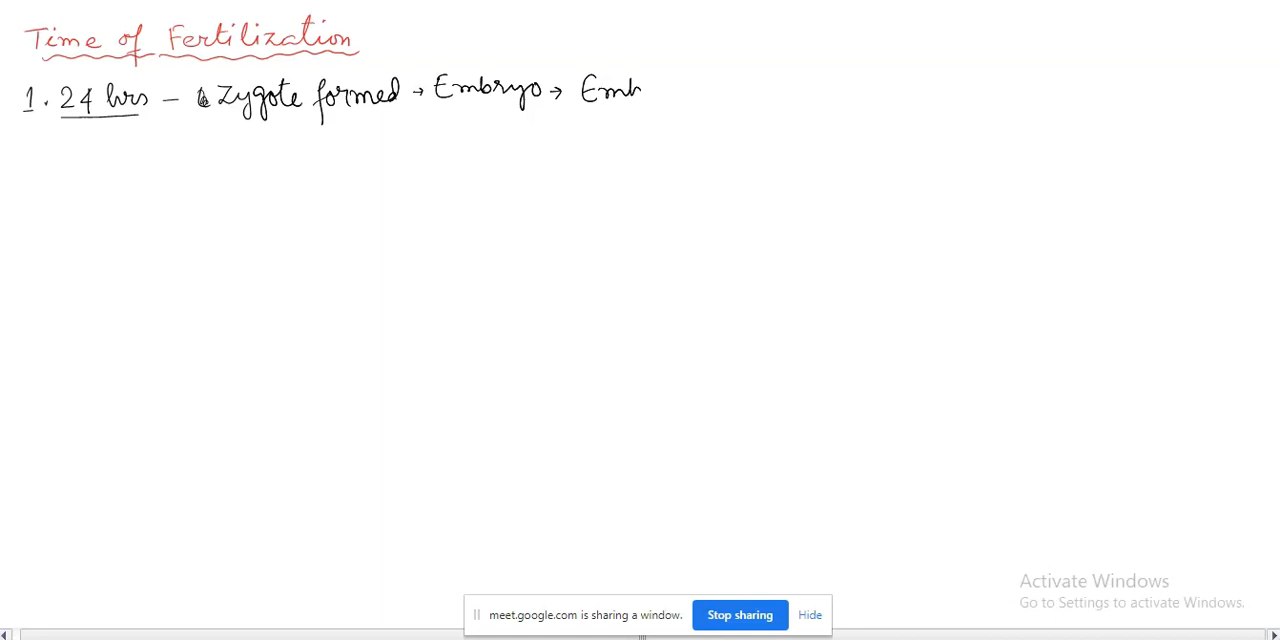 Time of Fertilization
1. 24 hrs - Zygote formed → Embryo → Emb
Activate Windows
Go to Settings to activate Windows.
meet.google.com is sharing a window. Stop sharing Hide